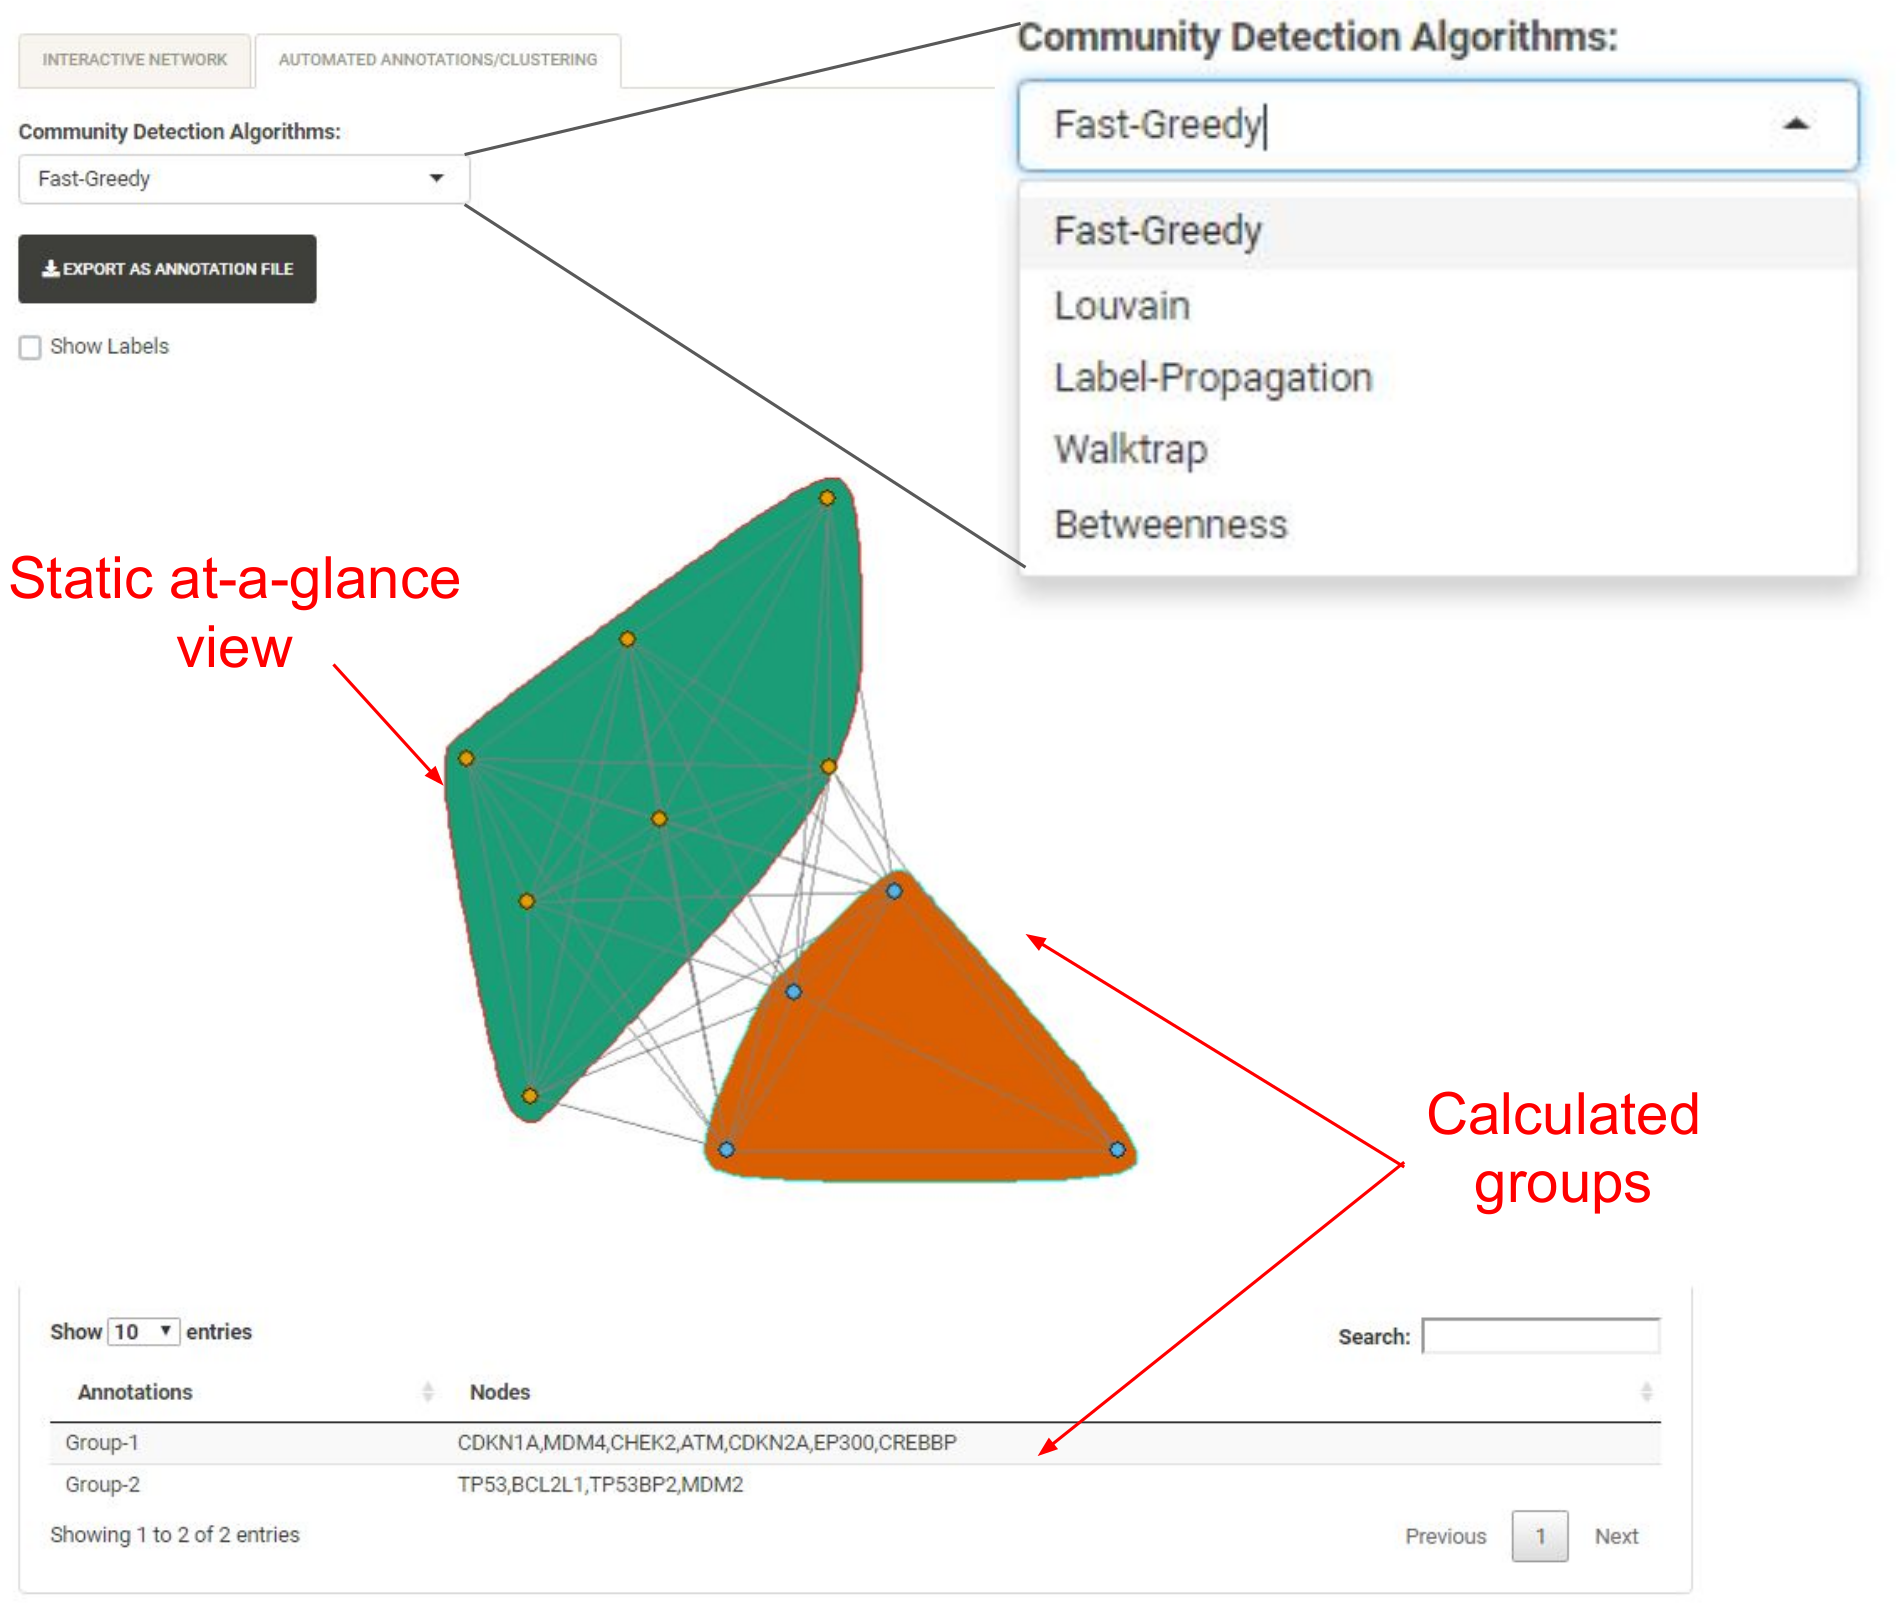 INTERACTIVE NETWORK
AUTOMATED ANNOTATIONS/CLUSTERING
Community Detection Algorithms:
Fast-Greedy
EXPORT AS ANNOTATION FILE
Show Labels
Community Detection Algorithms:
Fast-Greedy
Fast-Greedy
Louvain
Label-Propagation
Walktrap
Betweenness
Static at-a-glance
view
Calculated
groups
Show 10 entries
Search:
Annotations Nodes
Group-1 CDKN1A,MDM4,CHEK2,ATM,CDKN2A,EP300,CREBBP
Group-2 TP53,BCL2L1,TP53BP2,MDM2
Showing 1 to 2 of 2 entries
Previous 1 Next